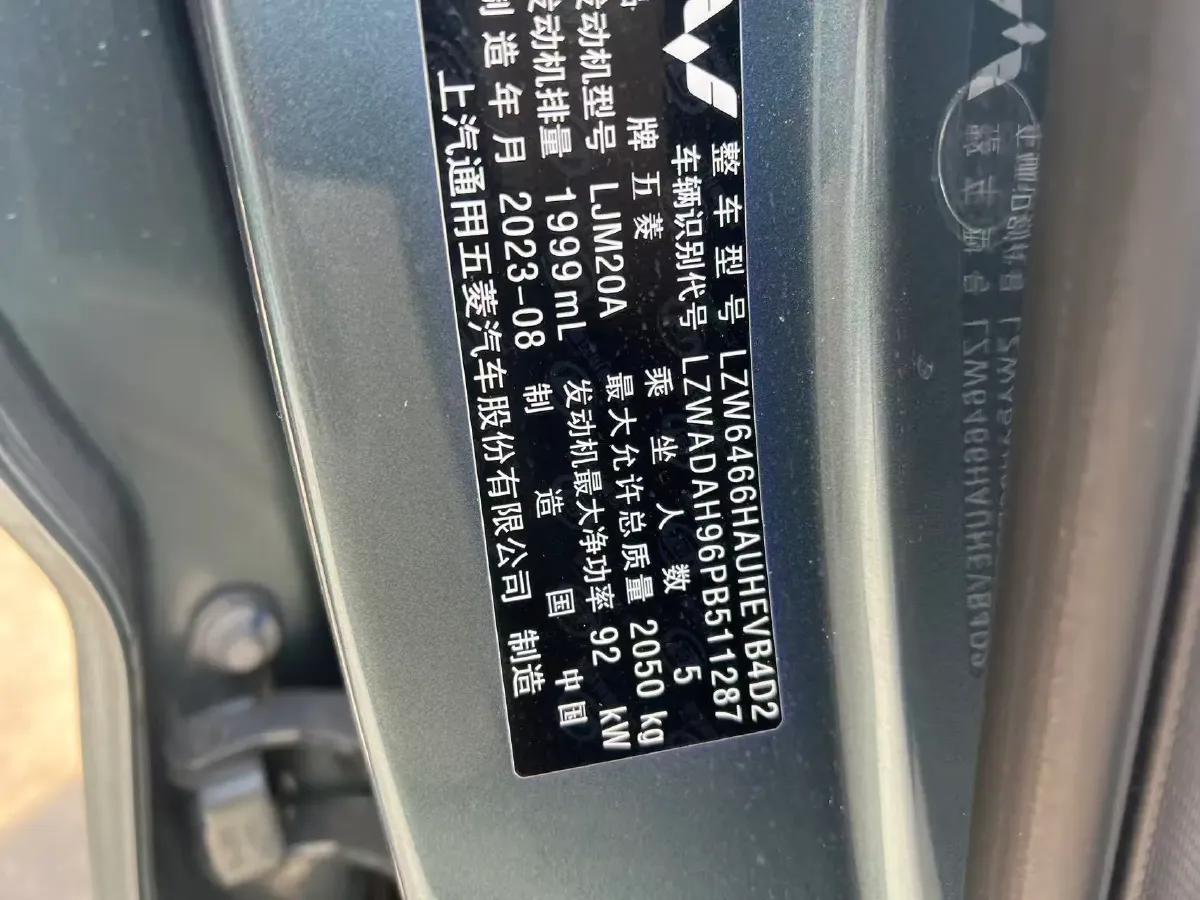 整车型号 LZW6466HAUHEVB4D2
车辆识别代号 LZWADAH96PB511287
牌 五菱 乘坐人数 5
发动机型号 LJM20A 最大允许总质量 2050 kg
发动机排量 1999 mL 发动机最大净功率 92 kW
制造年月 2023-08 制造国 中国
上汽通用五菱汽车股份有限公司 制造